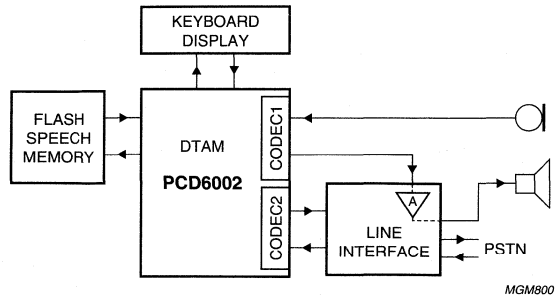 KEYBOARD
DISPLAY
FLASH
SPEECH
MEMORY
DTAM
PCD6002
CODEC1
CODEC2
A
LINE
INTERFACE
PSTN
MGM800